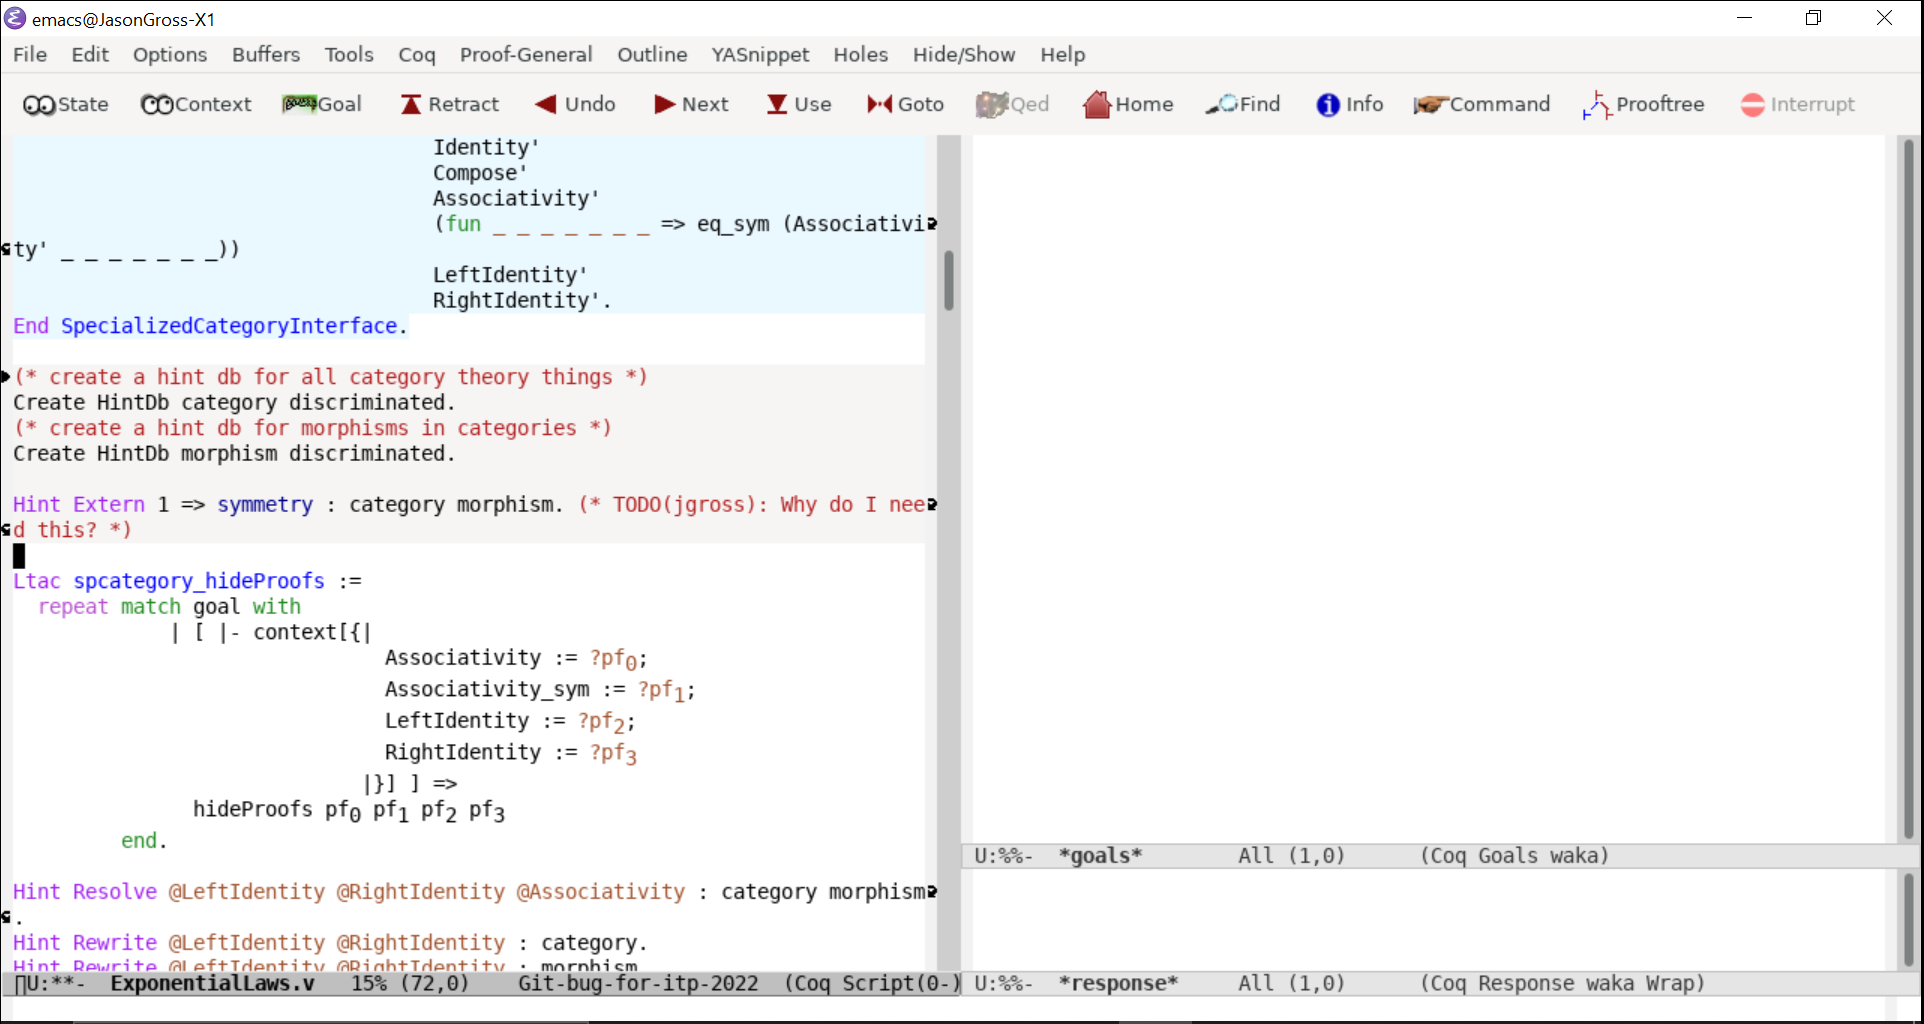 emacs@JasonGross-X1
File Edit Options Buffers Tools Coq Proof-General Outline YASnippet Holes Hide/Show Help
State Context Goal Retract Undo Next Use Goto Qed Home Find Info Command Prooftree Interrupt
Identity'
Compose'
Associativity'
(fun _ _ _ _ _ _ _ => eq_sym (Associativi
ty' _ _ _ _ _ _ _))
LeftIdentity'
RightIdentity'.
End SpecializedCategoryInterface.
(* create a hint db for all category theory things *)
Create HintDb category discriminated.
(* create a hint db for morphisms in categories *)
Create HintDb morphism discriminated.
Hint Extern 1 => symmetry : category morphism. (* TODO(jgross): Why do I nee
d this? *)
Ltac spcategory_hideProofs :=
repeat match goal with
| [ |- context[{|
Associativity := ?pf0;
Associativity_sym := ?pf1;
LeftIdentity := ?pf2;
RightIdentity := ?pf3
|}] ] =>
hideProofs pf0 pf1 pf2 pf3
end.
Hint Resolve @LeftIdentity @RightIdentity @Associativity : category morphism
.
Hint Rewrite @LeftIdentity @RightIdentity : category.
Hint Rewrite @LeftIdentity @RightIdentity : morphism
U:**- ExponentialLaws.v 15% (72,0) Git-bug-for-itp-2022 (Coq Script(0-)
U:%%- *goals* All (1,0) (Coq Goals waka)
U:%%- *response* All (1,0) (Coq Response waka Wrap)